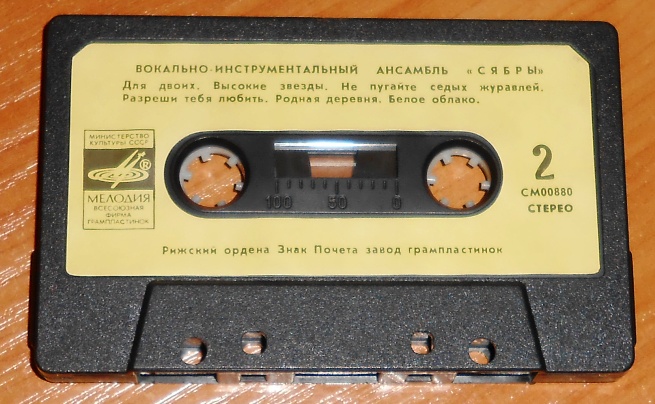 ВОКАЛЬНО-ИНСТРУМЕНТАЛЬНЫЙ АНСАМБЛЬ «СЯБРЫ»
Для двоих. Высокие звезды. Не пугайте седых журавлей.
Разреши тебя любить. Родная деревня. Белое облако.
МИНИСТЕРСТВО
КУЛЬТУРЫ СССР
®
МЕЛОДИЯ
ВСЕСОЮЗНАЯ
ФИРМА
ГРАМПЛАСТИНОК
100 50 0
2
СМ00880
СТЕРЕО
Рижский ордена Знак Почета завод грампластинок